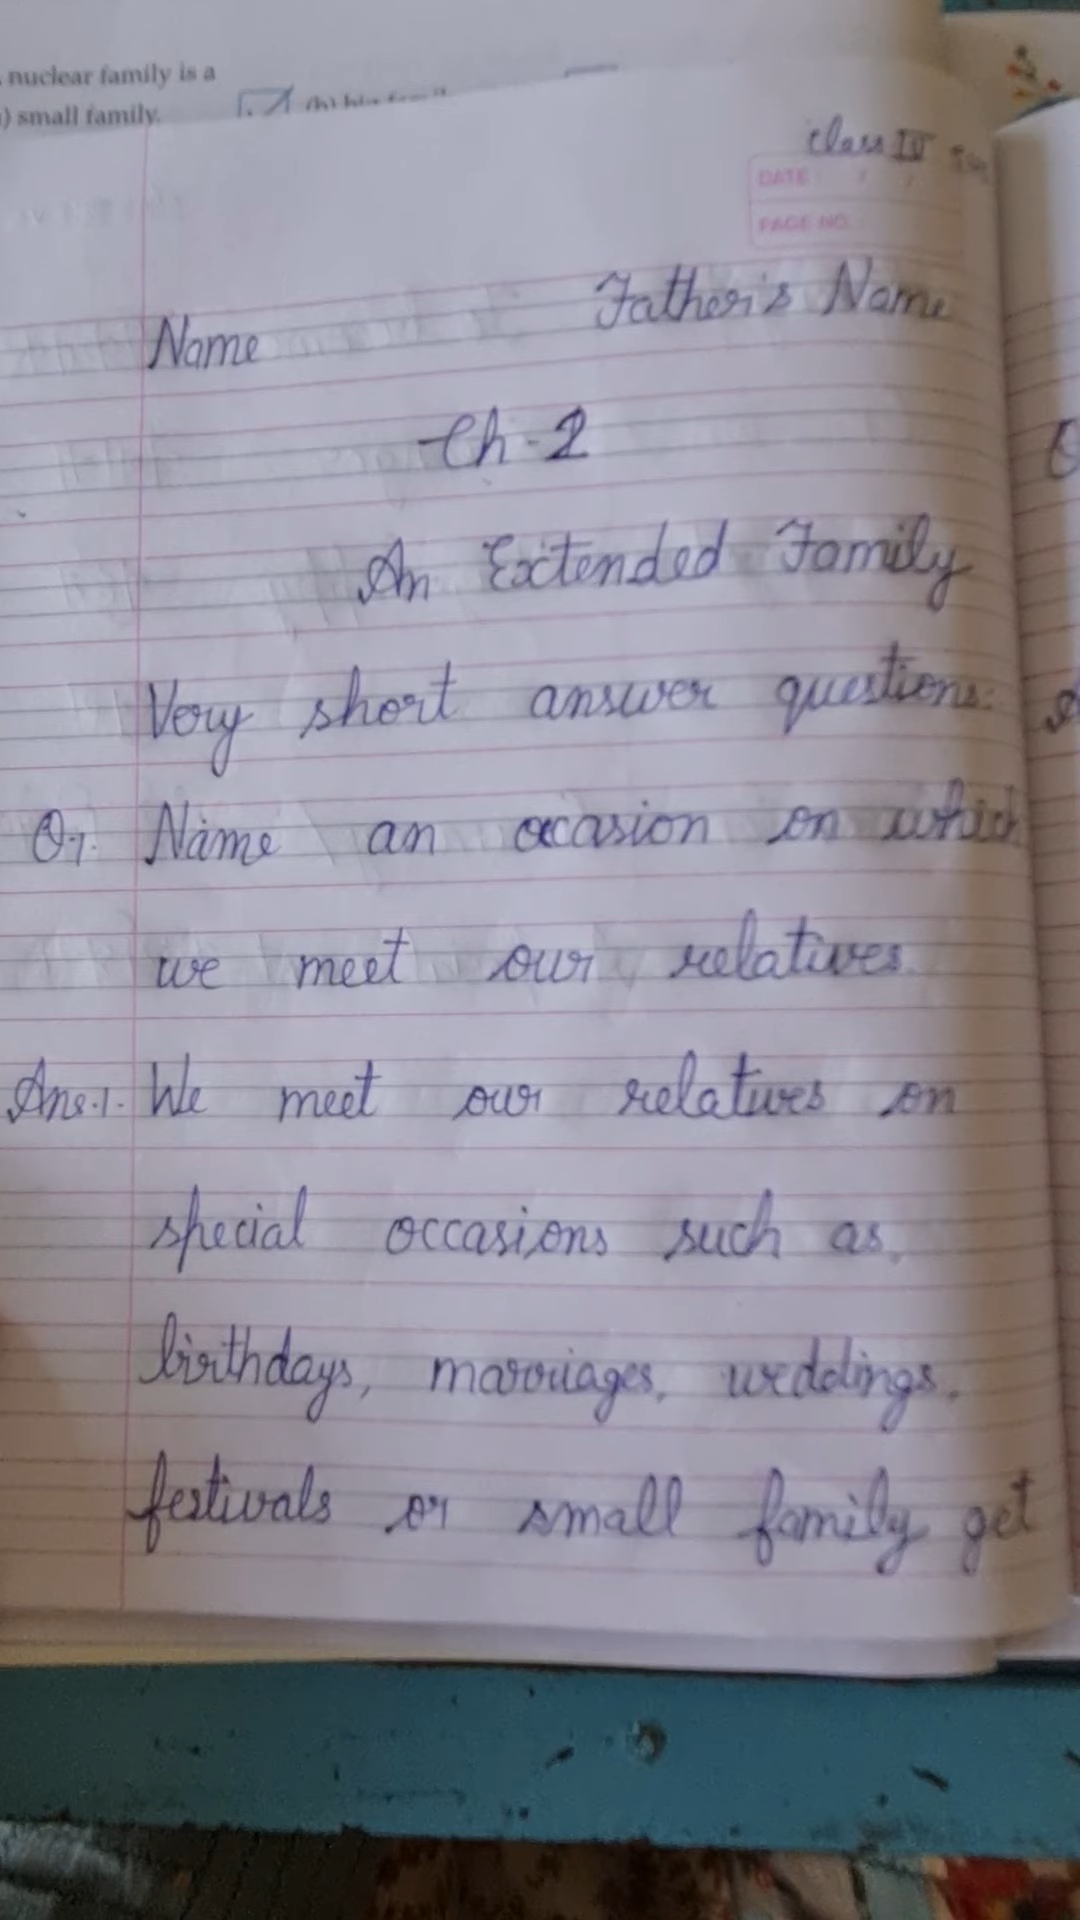 nuclear family is a
) small family.
Class IV
DATE
PAGE NO.
Father's Name
Name
Ch-2
An Extended Family
Very short answer questions:
Q.1. Name an occasion on which
we meet our relatives.
Ans.1. We meet our relatives on
special occasions such as
birthdays, marriages, weddings,
festivals or small family get